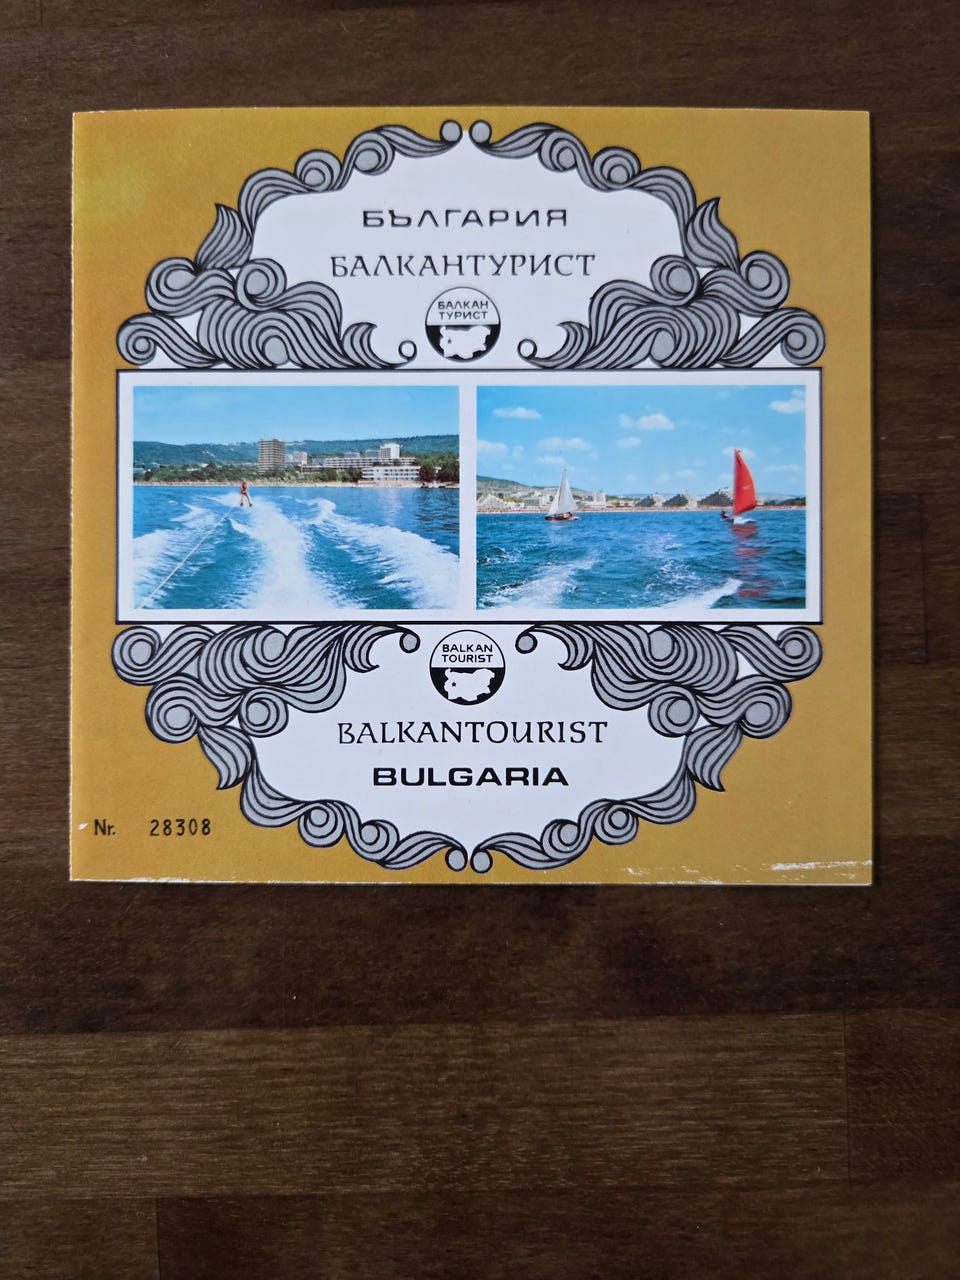 БЪЛГАРИЯ
БАЛКАНТУРИСТ
БАЛКАН
ТУРИСТ
BALKAN
TOURIST
BALKANTOURIST
BULGARIA
Nr. 28308